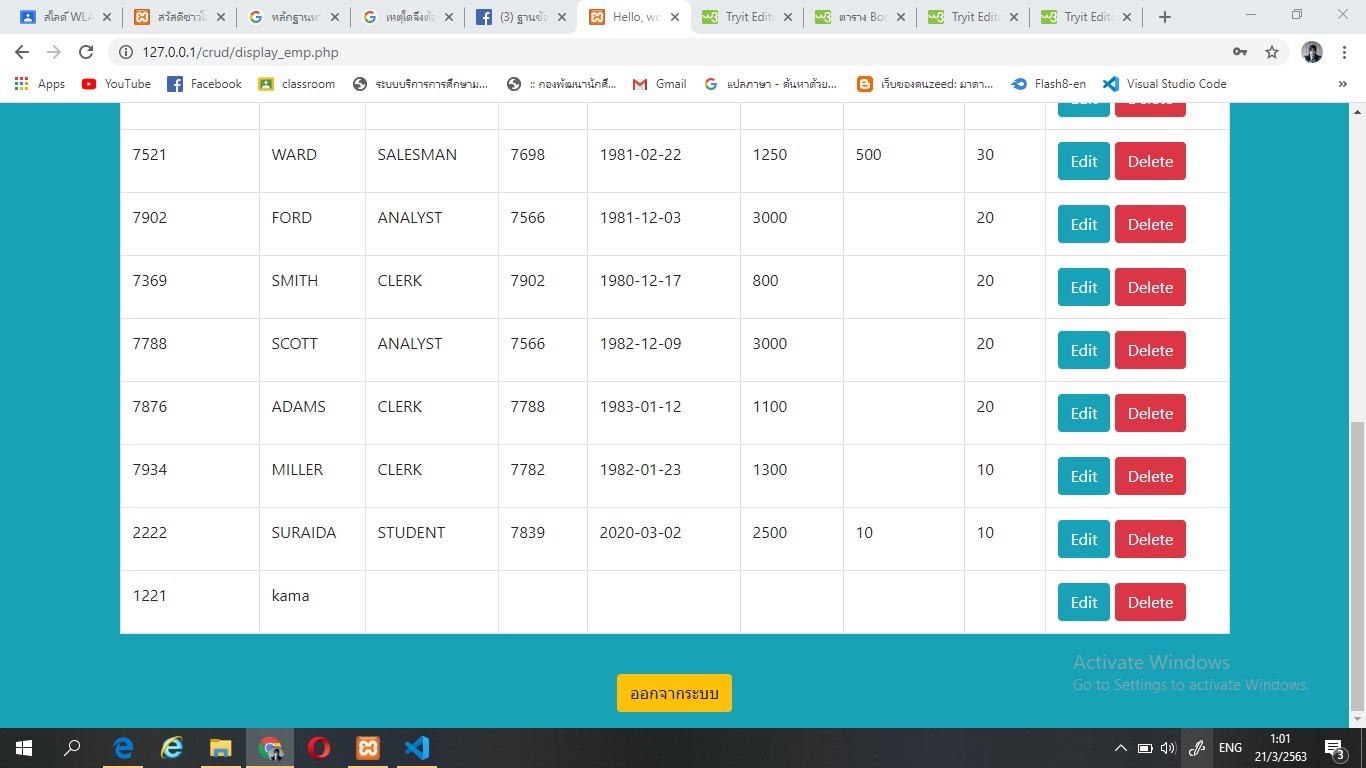 สไลด์ WLA
สวัสดีชาวโ
หลักฐานทา
เหตุใดจึงต้อ
(3) ฐานข้อ
Hello, wo
Tryit Edito
ตาราง Boo
Tryit Edito
Tryit Edito
127.0.0.1/crud/display_emp.php
Apps YouTube Facebook classroom ระบบบริการการศึกษาม... :: กองพัฒนานักศึ... Gmail แปลภาษา - ค้นหาด้วย... เว็บของคนzeed: มาดา... Flash8-en Visual Studio Code »
Edit Delete
7521 WARD SALESMAN 7698 1981-02-22 1250 500 30 Edit Delete
7902 FORD ANALYST 7566 1981-12-03 3000 20 Edit Delete
7369 SMITH CLERK 7902 1980-12-17 800 20 Edit Delete
7788 SCOTT ANALYST 7566 1982-12-09 3000 20 Edit Delete
7876 ADAMS CLERK 7788 1983-01-12 1100 20 Edit Delete
7934 MILLER CLERK 7782 1982-01-23 1300 10 Edit Delete
2222 SURAIDA STUDENT 7839 2020-03-02 2500 10 10 Edit Delete
1221 kama Edit Delete
ออกจากระบบ
Activate Windows
Go to Settings to activate Windows.
ENG
1:01
21/3/2563
3